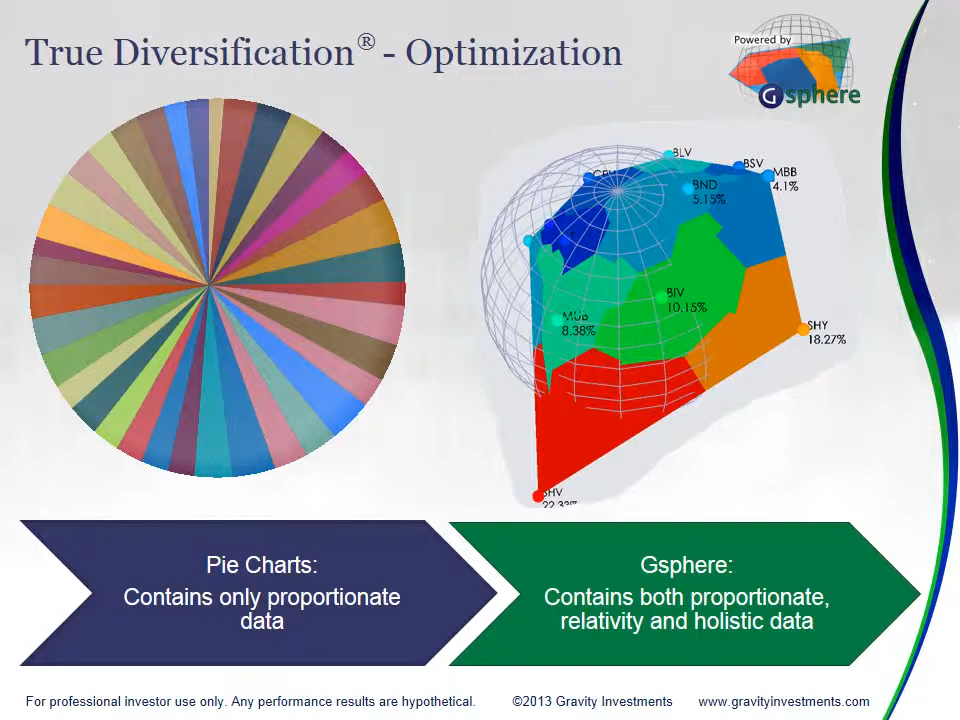 True Diversification® - Optimization
Powered by
Gsphere
BLV
BSV
MBB
4.1%
BND
5.15%
BIV
10.15%
MUB
8.38%
SHY
18.27%
SHV
22.33%
Pie Charts:
Contains only proportionate
data
Gsphere:
Contains both proportionate,
relativity and holistic data
For professional investor use only. Any performance results are hypothetical.
©2013 Gravity Investments
www.gravityinvestments.com